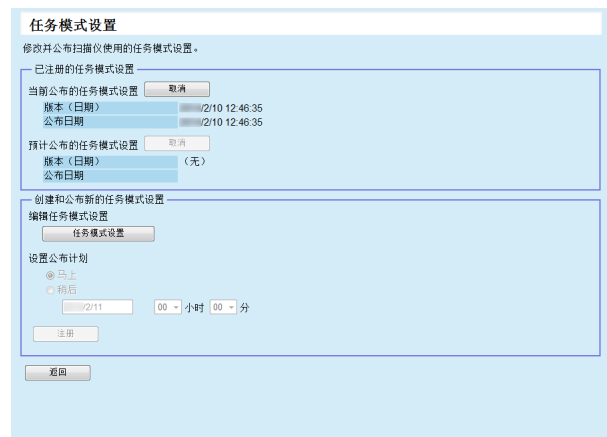 任务模式设置
修改并公布扫描仪使用的任务模式设置。
已注册的任务模式设置
当前公布的任务模式设置 取消
版本（日期） /2/10 12:46:35
公布日期 /2/10 12:46:35
预计公布的任务模式设置 取消
版本（日期） （无）
公布日期
创建和公布新的任务模式设置
编辑任务模式设置
任务模式设置
设置公布计划
马上
稍后
/2/11 00 小时 00 分
注册
返回